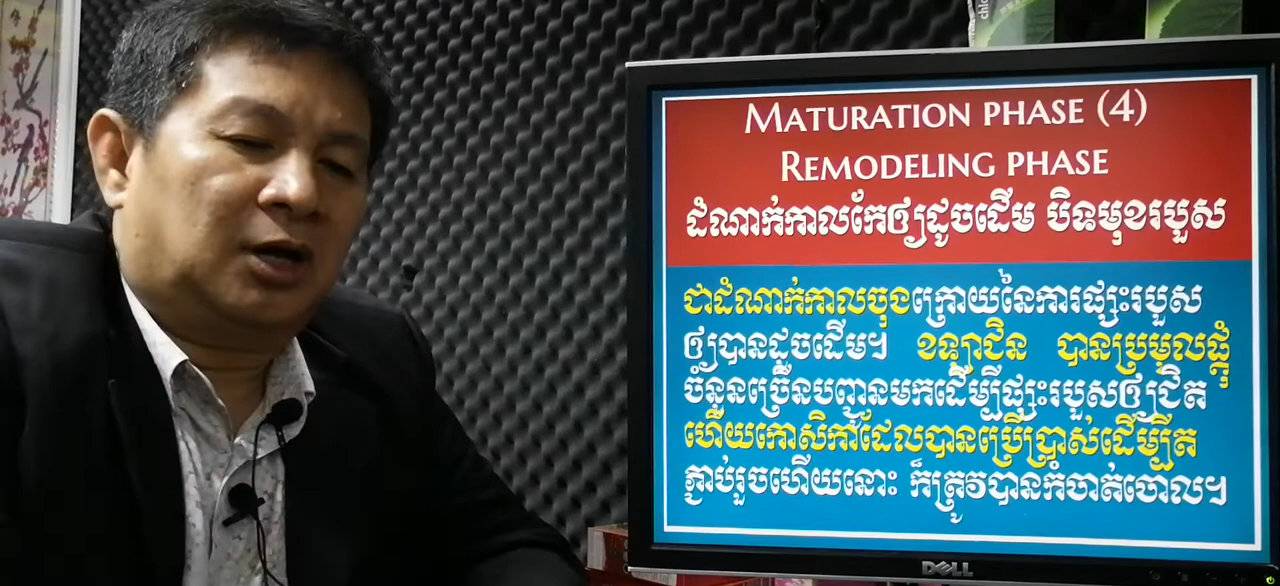 MATURATION PHASE (4)
REMODELING PHASE
ដំណាក់កាលកែឲ្យដូចដើម បិទមុខរបួស
ជាដំណាក់កាលចុងក្រោយនៃការផ្សះរបួស
ឲ្យបានដូចដើម។ ខឡាជិន បានប្រមូលផ្តុំ
ចំនួនច្រើនបញ្ជូនមកដើម្បីផ្សះរបួសឲ្យជិត
ហើយកោសិកាដែលបានប្រើប្រាស់ដើម្បីត
ភ្ជាប់រួចហើយនោះ ក៏ត្រូវបានកំចាត់ចោល។
DELL